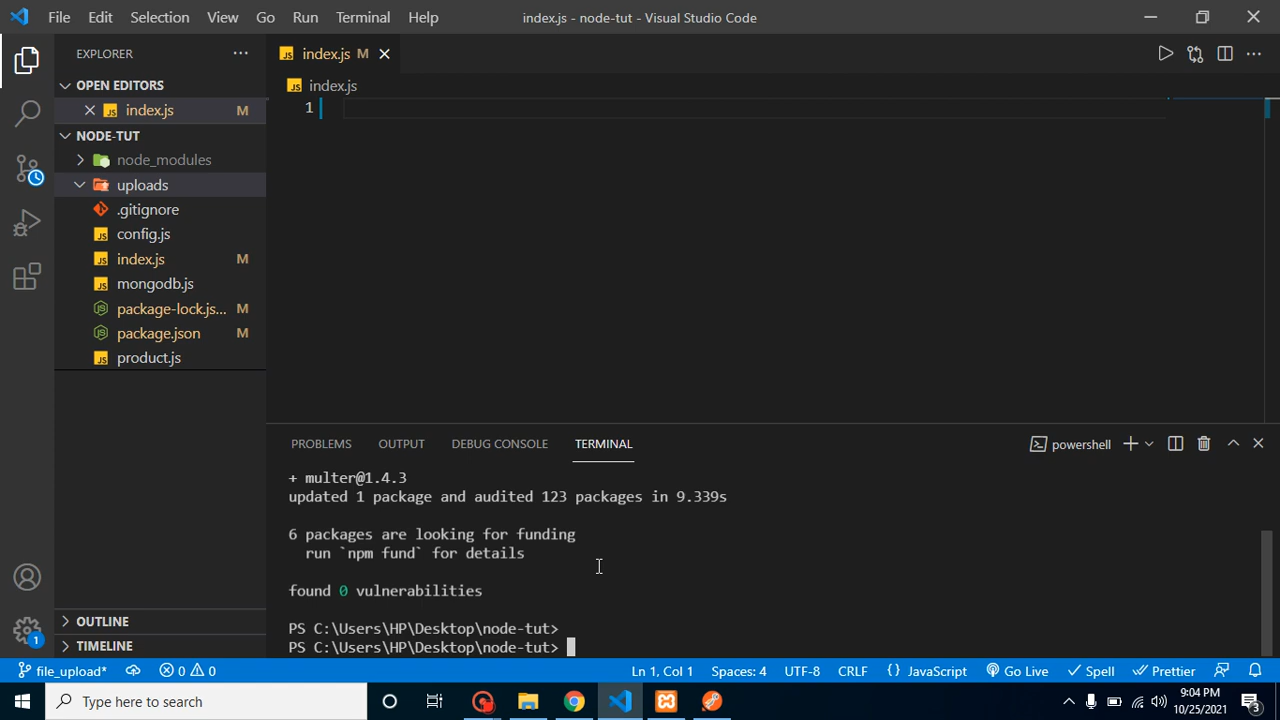 File Edit Selection View Go Run Terminal Help index.js - node-tut - Visual Studio Code
EXPLORER ···
OPEN EDITORS
index.js M
NODE-TUT
node_modules
uploads
.gitignore
config.js
index.js M
mongodb.js
package-lock.js... M
package.json M
product.js
OUTLINE
TIMELINE
JS index.js M
JS index.js
1
PROBLEMS OUTPUT DEBUG CONSOLE TERMINAL powershell
+ multer@1.4.3
updated 1 package and audited 123 packages in 9.339s
6 packages are looking for funding
run `npm fund` for details
found 0 vulnerabilities
PS C:\Users\HP\Desktop\node-tut>
PS C:\Users\HP\Desktop\node-tut>
1
file_upload* 0 0 Ln 1, Col 1 Spaces: 4 UTF-8 CRLF {} JavaScript Go Live Spell Prettier
Type here to search
9:04 PM
10/25/2021
3